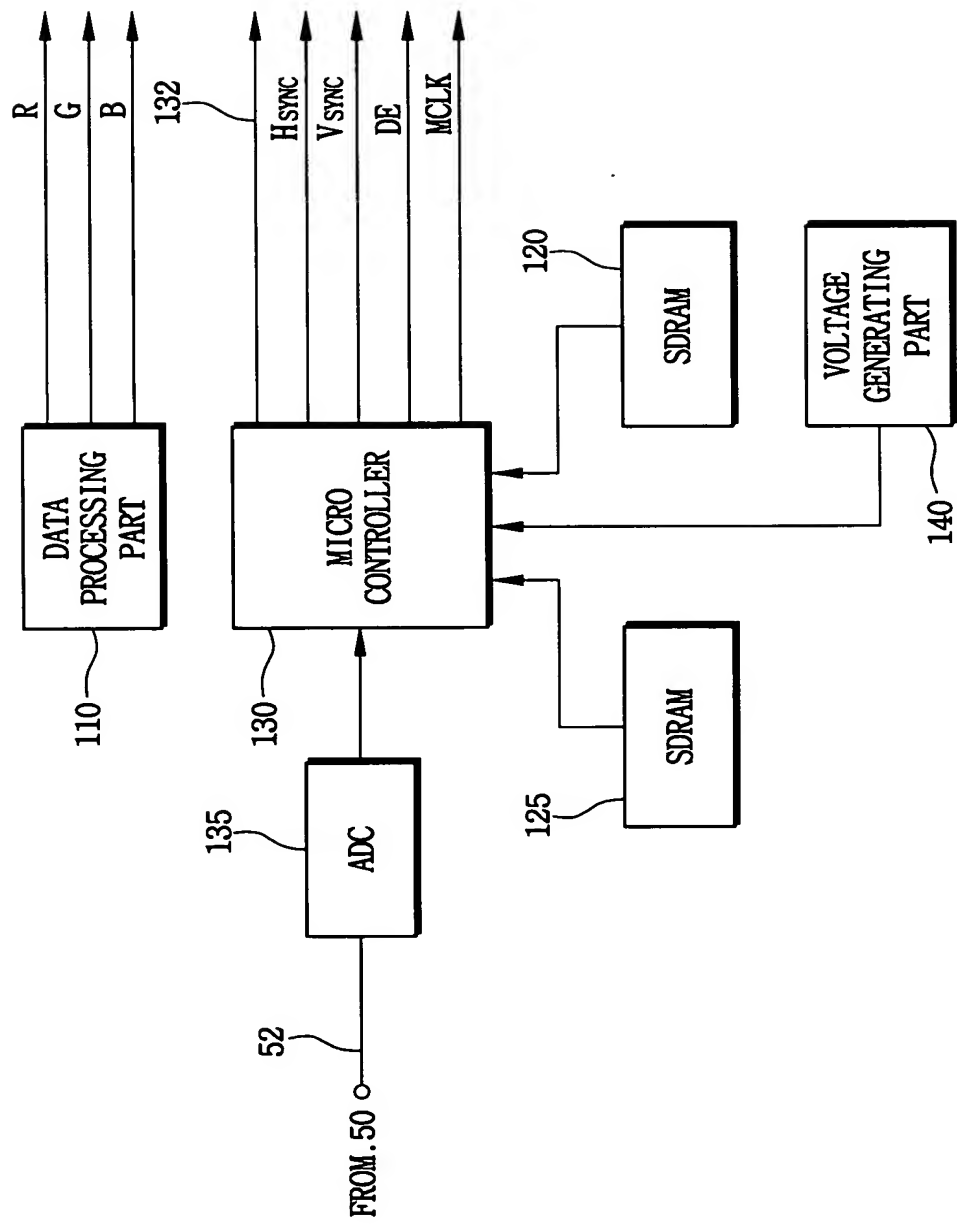 R
G
B
132
HSYNC
VSYNC
DE
MCLK
DATA
PROCESSING
PART
110
MICRO
CONTROLLER
130
120
SDRAM
VOLTAGE
GENERATING
PART
140
135
ADC
125
SDRAM
52
FROM.50